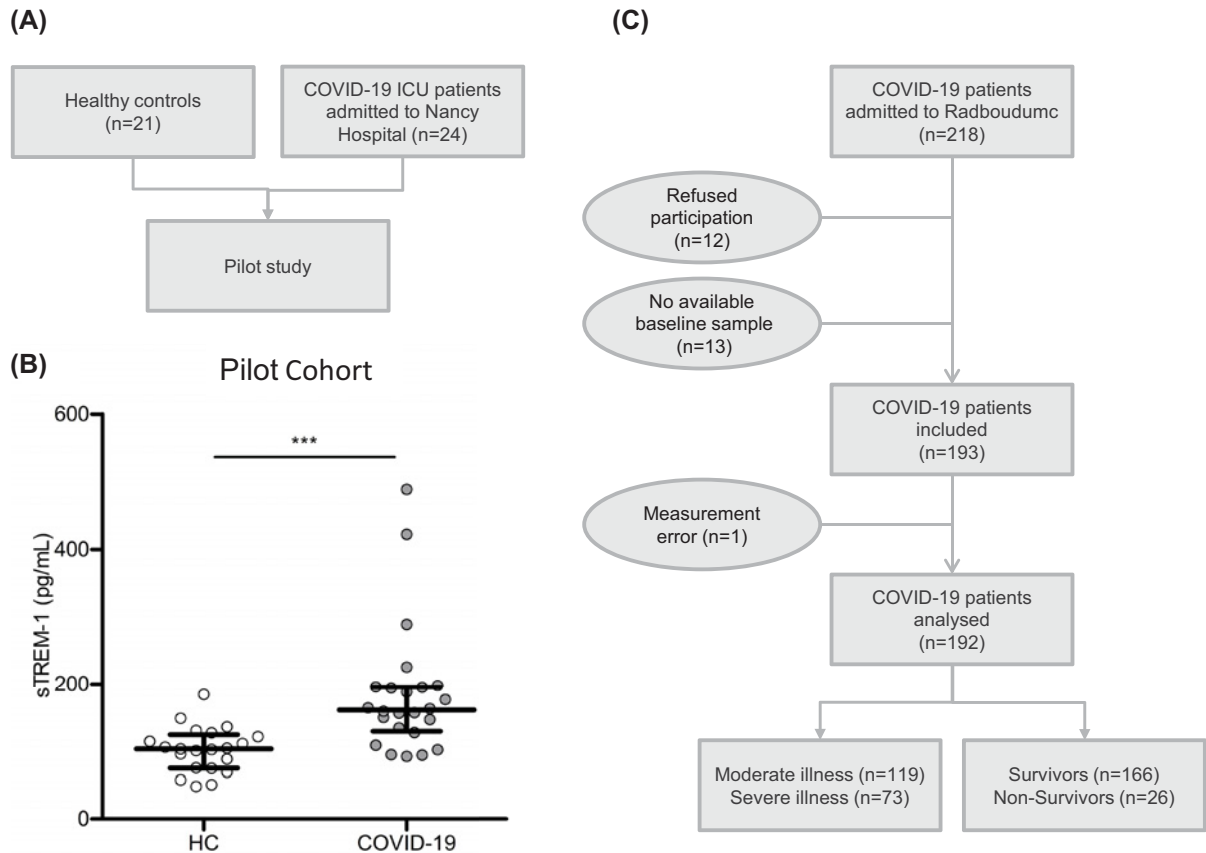 (A)
Healthy controls
(n=21)
COVID-19 ICU patients
admitted to Nancy
Hospital (n=24)
Pilot study
(B)
Pilot Cohort
600
400
200
0
sTREM-1 (pg/mL)
***
HC
COVID-19
(C)
COVID-19 patients
admitted to Radboudumc
(n=218)
Refused
participation
(n=12)
No available
baseline sample
(n=13)
COVID-19 patients
included
(n=193)
Measurement
error (n=1)
COVID-19 patients
analysed
(n=192)
Moderate illness (n=119)
Severe illness (n=73)
Survivors (n=166)
Non-Survivors (n=26)